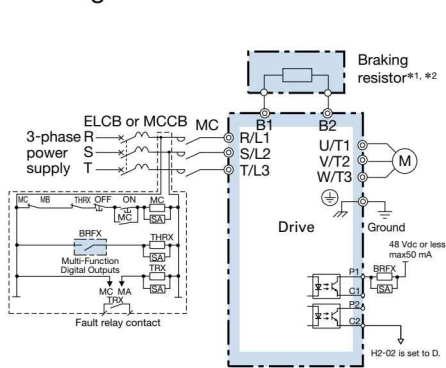 Braking
resistor*1, *2
ELCB or MCCB
MC
B1
B2
3-phase
power
supply
R
S
T
R/L1
S/L2
T/L3
U/T1
V/T2
W/T3
M
MC
MB
THRX
OFF
ON
MC
MC
SA
Ground
Drive
BRFX
THRX
SA
48 Vdc or less
max50 mA
Multi-Function
Digital Outputs
TRX
SA
P1
BRFX
C1
SA
MC
MA
TRX
P2
C2
Fault relay contact
H2-02 is set to D.